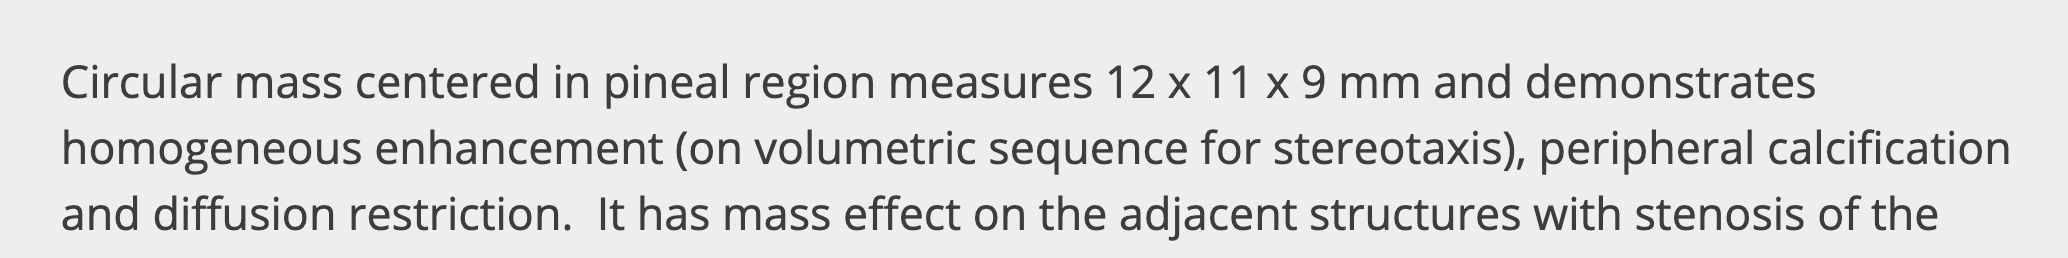 Circular mass centered in pineal region measures 12 x 11 x 9 mm and demonstrates
homogeneous enhancement (on volumetric sequence for stereotaxis), peripheral calcification
and diffusion restriction.  It has mass effect on the adjacent structures with stenosis of the